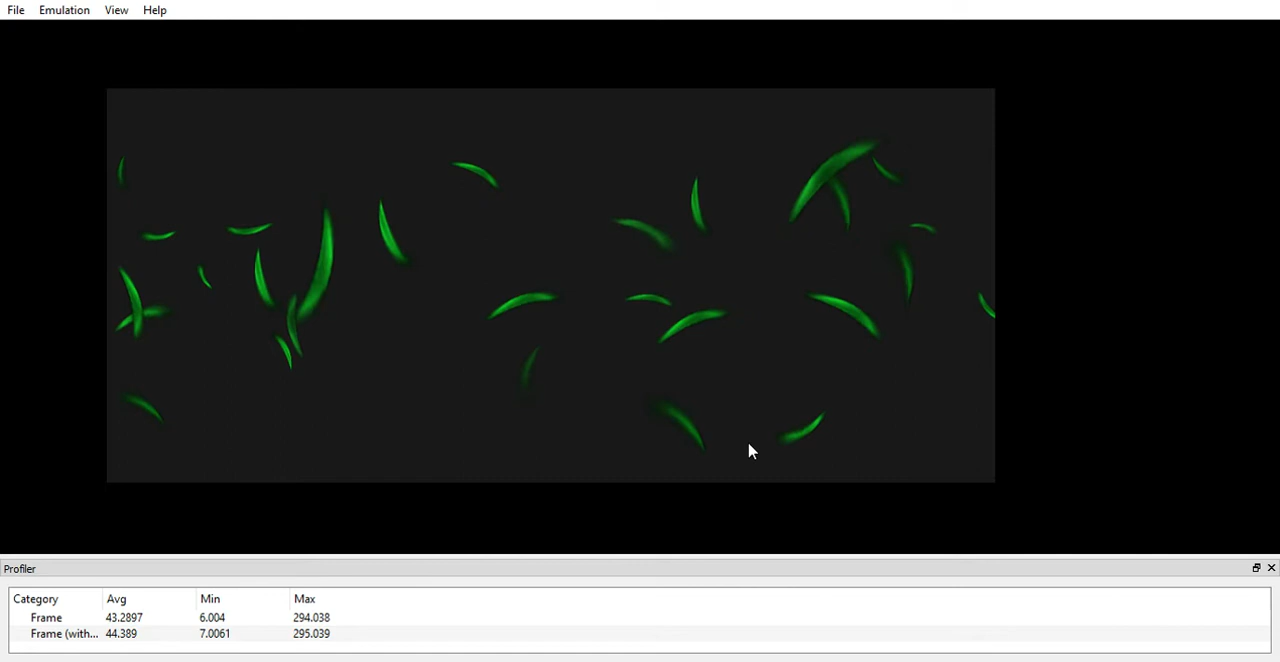 File Emulation View Help
Profiler
Category Avg Min Max
Frame 43.2897 6.004 294.038
Frame (with... 44.389 7.0061 295.039